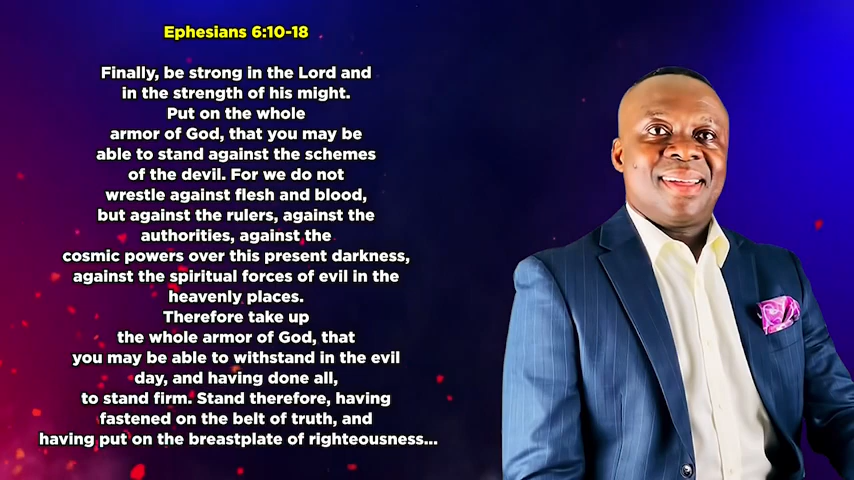 Ephesians 6:10-18
Finally, be strong in the Lord and
in the strength of his might.
Put on the whole
armor of God, that you may be
able to stand against the schemes
of the devil. For we do not
wrestle against flesh and blood,
but against the rulers, against the
authorities, against the
cosmic powers over this present darkness,
against the spiritual forces of evil in the
heavenly places.
Therefore take up
the whole armor of God, that
you may be able to withstand in the evil
day, and having done all,
to stand firm. Stand therefore, having
fastened on the belt of truth, and
having put on the breastplate of righteousness...